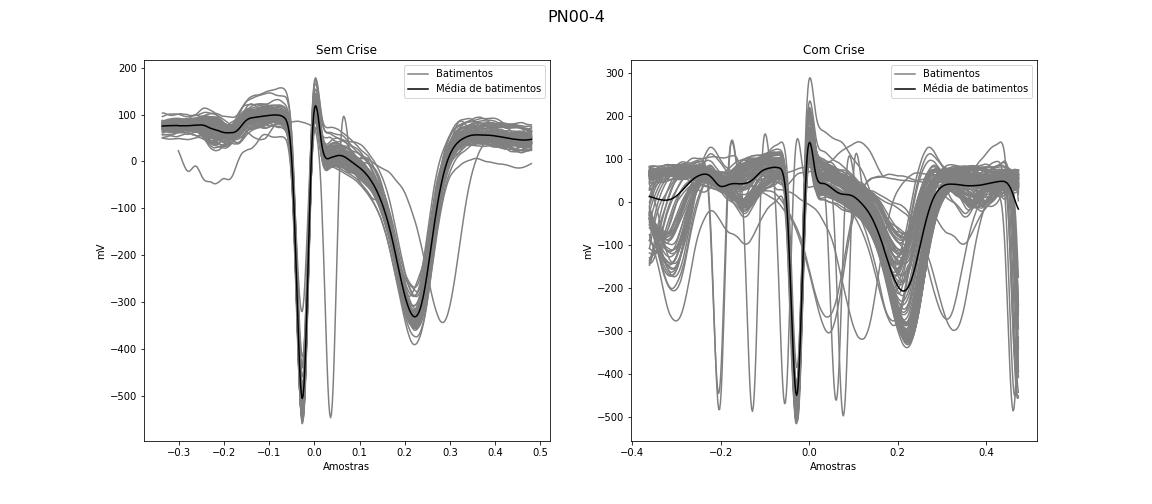 PN00-4
Sem Crise
Batimentos
Média de batimentos
200
100
0
−100
−200
−300
−400
−500
mV
−0.3 −0.2 −0.1 0.0 0.1 0.2 0.3 0.4 0.5
Amostras
Com Crise
Batimentos
Média de batimentos
300
200
100
0
−100
−200
−300
−400
−500
mV
−0.4 −0.2 0.0 0.2 0.4
Amostras